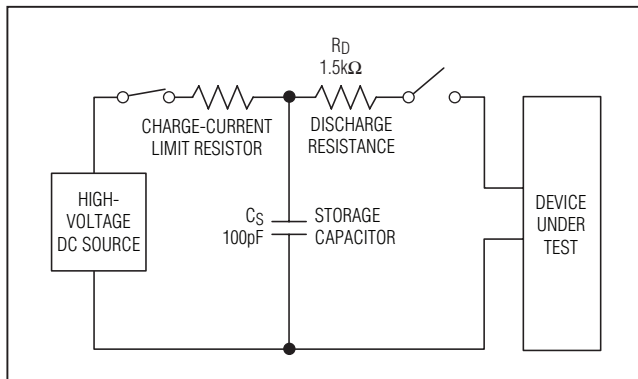 RD
1.5kΩ
CHARGE-CURRENT
LIMIT RESISTOR
DISCHARGE
RESISTANCE
HIGH-
VOLTAGE
DC SOURCE
CS
100pF
STORAGE
CAPACITOR
DEVICE
UNDER
TEST